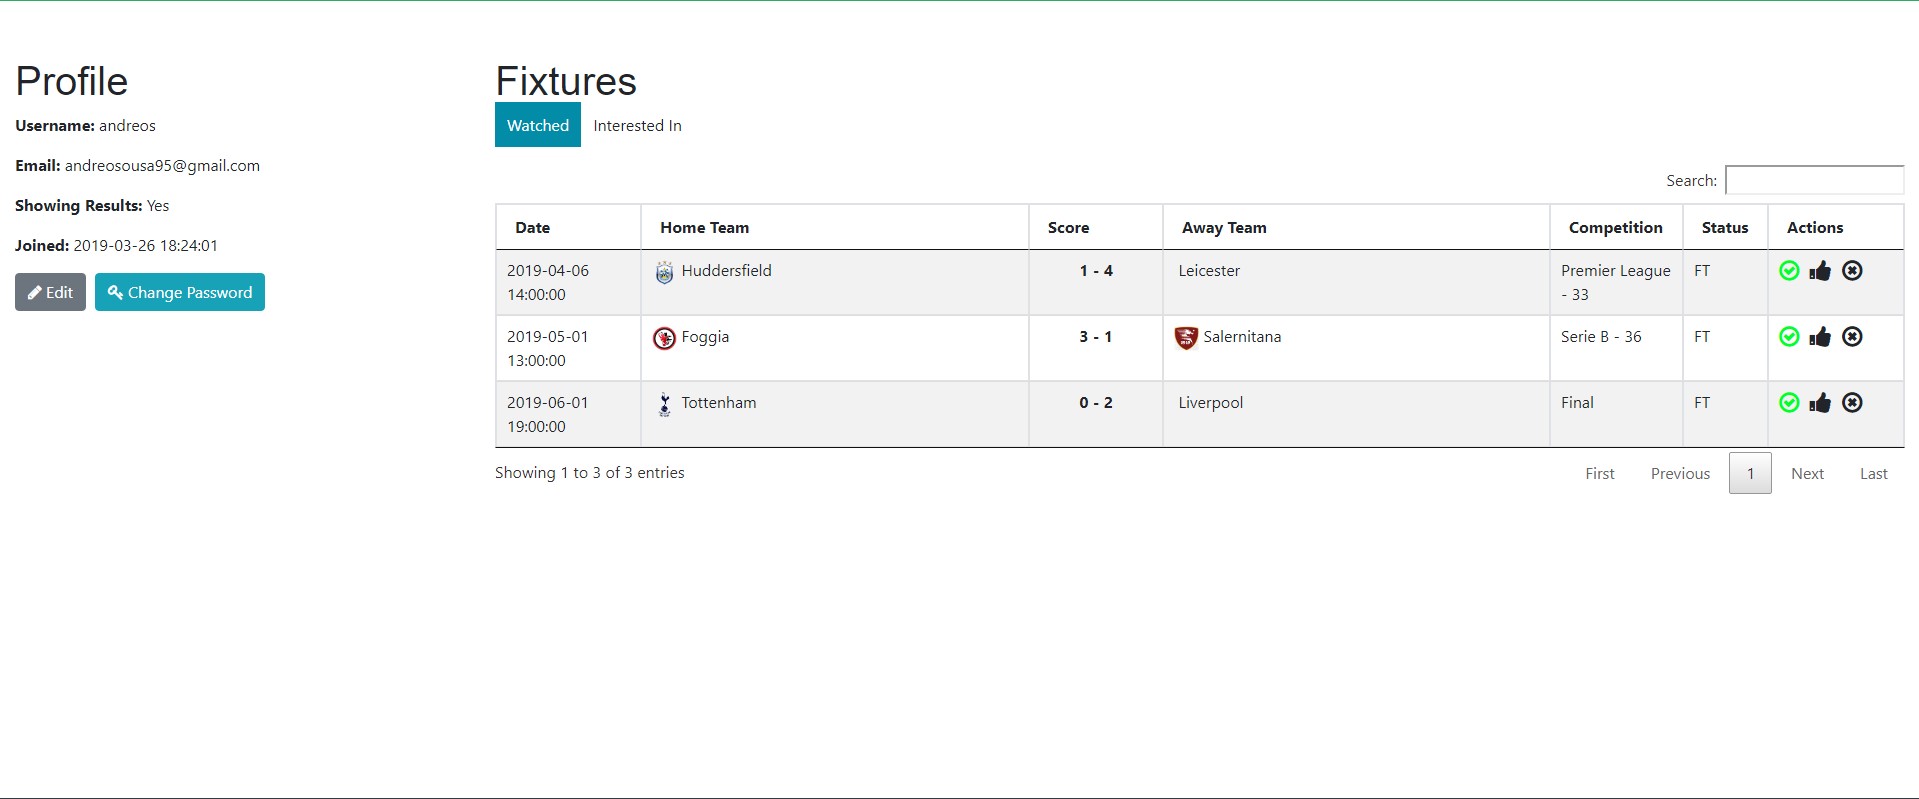 Profile
Username: andreos
Email: andreosousa95@gmail.com
Showing Results: Yes
Joined: 2019-03-26 18:24:01
Edit
Change Password
Fixtures
Watched
Interested In
Search:
Date Home Team Score Away Team Competition Status Actions
2019-04-06 Huddersfield 1 - 4 Leicester Premier League FT
14:00:00 - 33
2019-05-01 Foggia 3 - 1 Salernitana Serie B - 36 FT
13:00:00
2019-06-01 Tottenham 0 - 2 Liverpool Final FT
19:00:00
Showing 1 to 3 of 3 entries
First Previous 1 Next Last